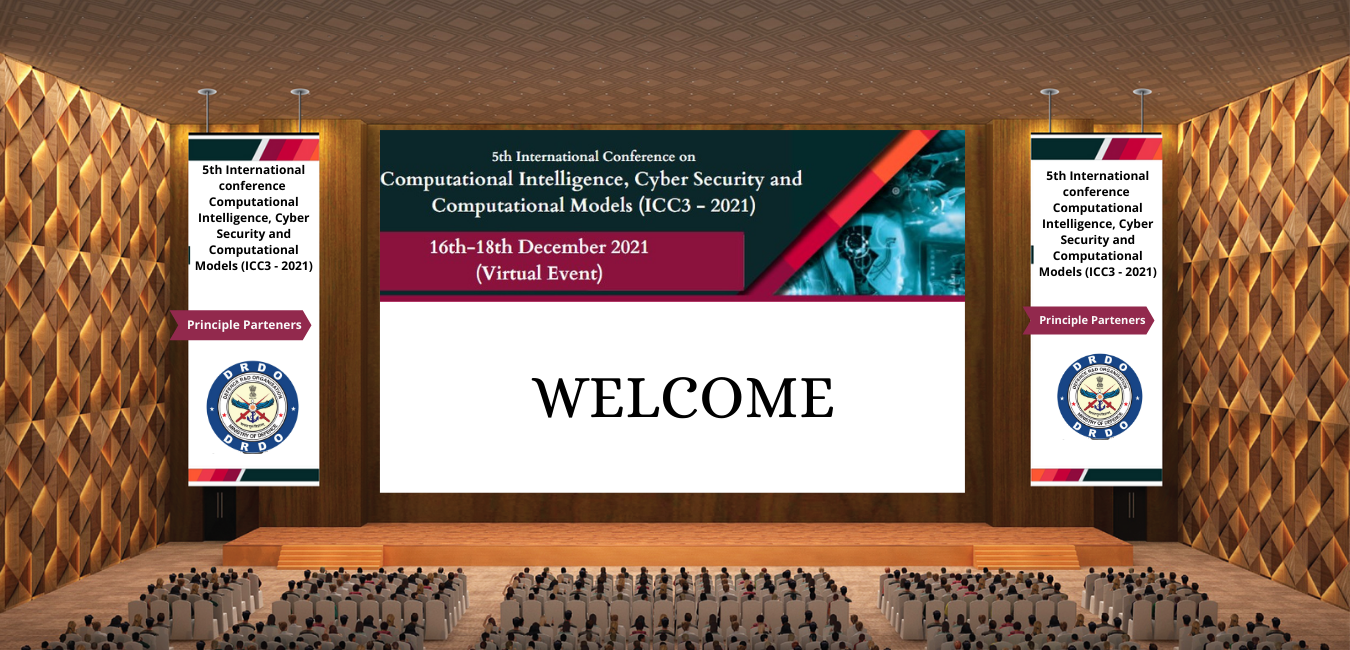 5th International
conference
Computational
Intelligence, Cyber
Security and
Computational
Models (ICC3 - 2021)
Principle Parteners
DRDO
DEFENCE R&D ORGANISATION
MINISTRY OF DEFENCE
DRDO
5th International Conference on
Computational Intelligence, Cyber Security and
Computational Models (ICC3 - 2021)
16th-18th December 2021
(Virtual Event)
WELCOME
5th International
conference
Computational
Intelligence, Cyber
Security and
Computational
Models (ICC3 - 2021)
Principle Parteners
DRDO
DEFENCE R&D ORGANISATION
MINISTRY OF DEFENCE
DRDO